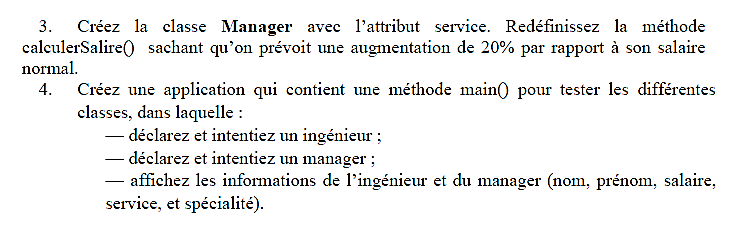 3. Créez la classe Manager avec l’attribut service. Redéfinissez la méthode
calculerSalire() sachant qu’on prévoit une augmentation de 20% par rapport à son salaire
normal.
4. Créez une application qui contient une méthode main() pour tester les différentes
classes, dans laquelle :
— déclarez et intentiez un ingénieur ;
— déclarez et intentiez un manager ;
— affichez les informations de l’ingénieur et du manager (nom, prénom, salaire,
service, et spécialité).